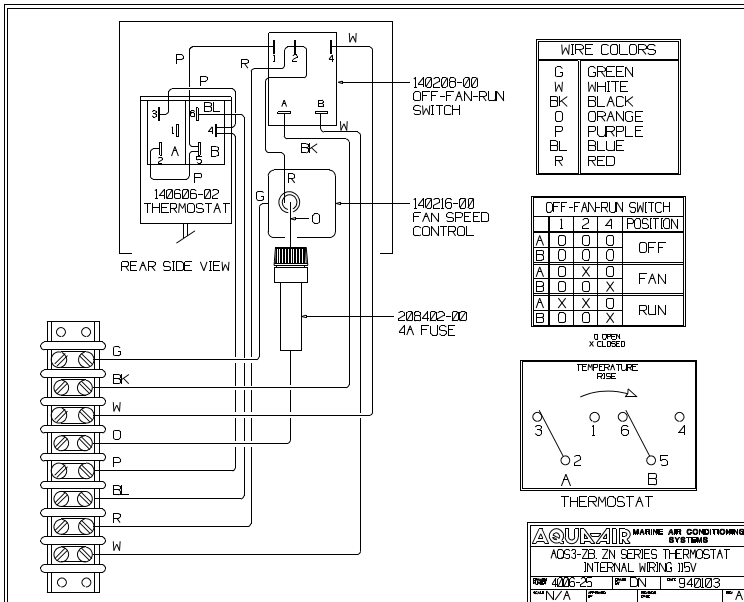 W
P
R
1
2
4
140208-00
OFF-FAN-RUN
SWITCH
A
B
W
BK
P
3
6
BL
1
4
2
A
5
B
P
140606-02
THERMOSTAT
R
G
O
140216-00
FAN SPEED
CONTROL
REAR SIDE VIEW
208402-00
4A FUSE
G
BK
W
O
P
BL
R
W
WIRE COLORS
G GREEN
W WHITE
BK BLACK
O ORANGE
P PURPLE
BL BLUE
R RED
OFF-FAN-RUN SWITCH
1 2 4 POSITION
A O O O OFF
B O O O
A O X O FAN
B O O X
A X X O RUN
B O O X
O OPEN
X CLOSED
TEMPERATURE
RISE
3 1 6 4
2 5
A B
THERMOSTAT
AQUA-AIR MARINE AIR CONDITIONING
SYSTEMS
AQS3-ZB, ZN SERIES THERMOSTAT
INTERNAL WIRING 115V
4006-25 DN DATE 940103
SCALE N/A REV A